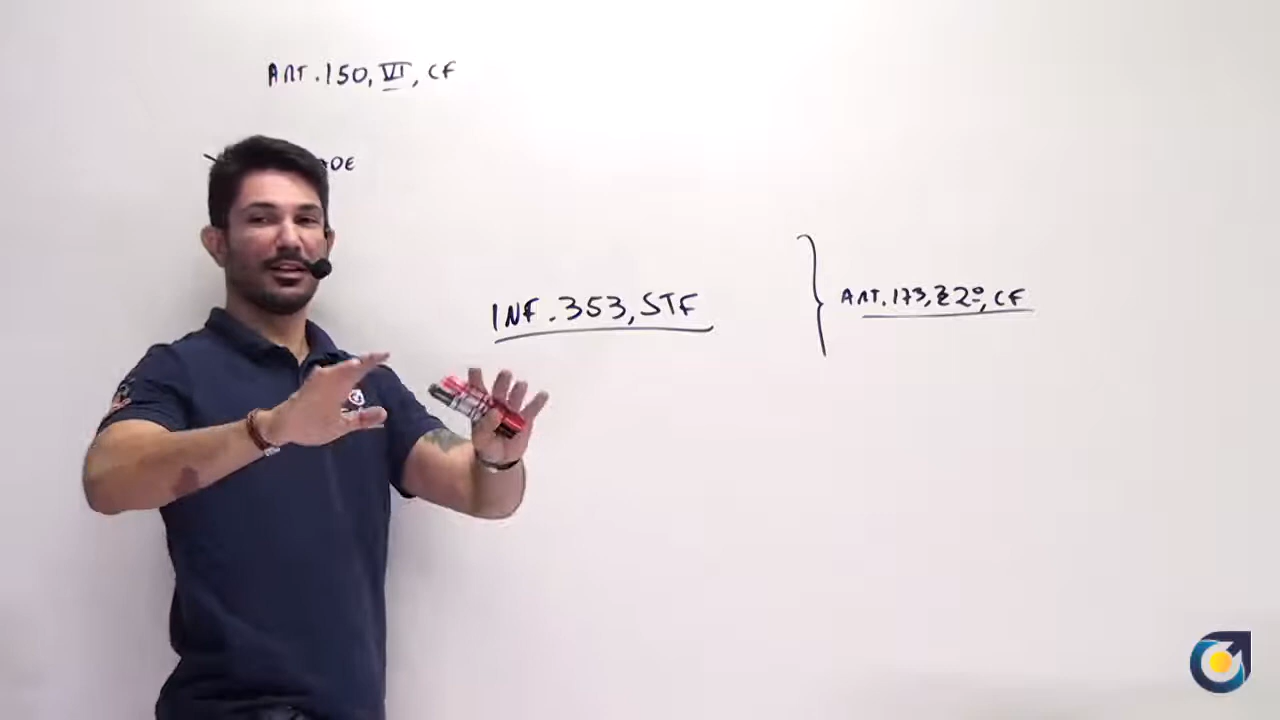 ART. 150, VI, CF
INF. 353, STF
ART. 173, § 2º, CF